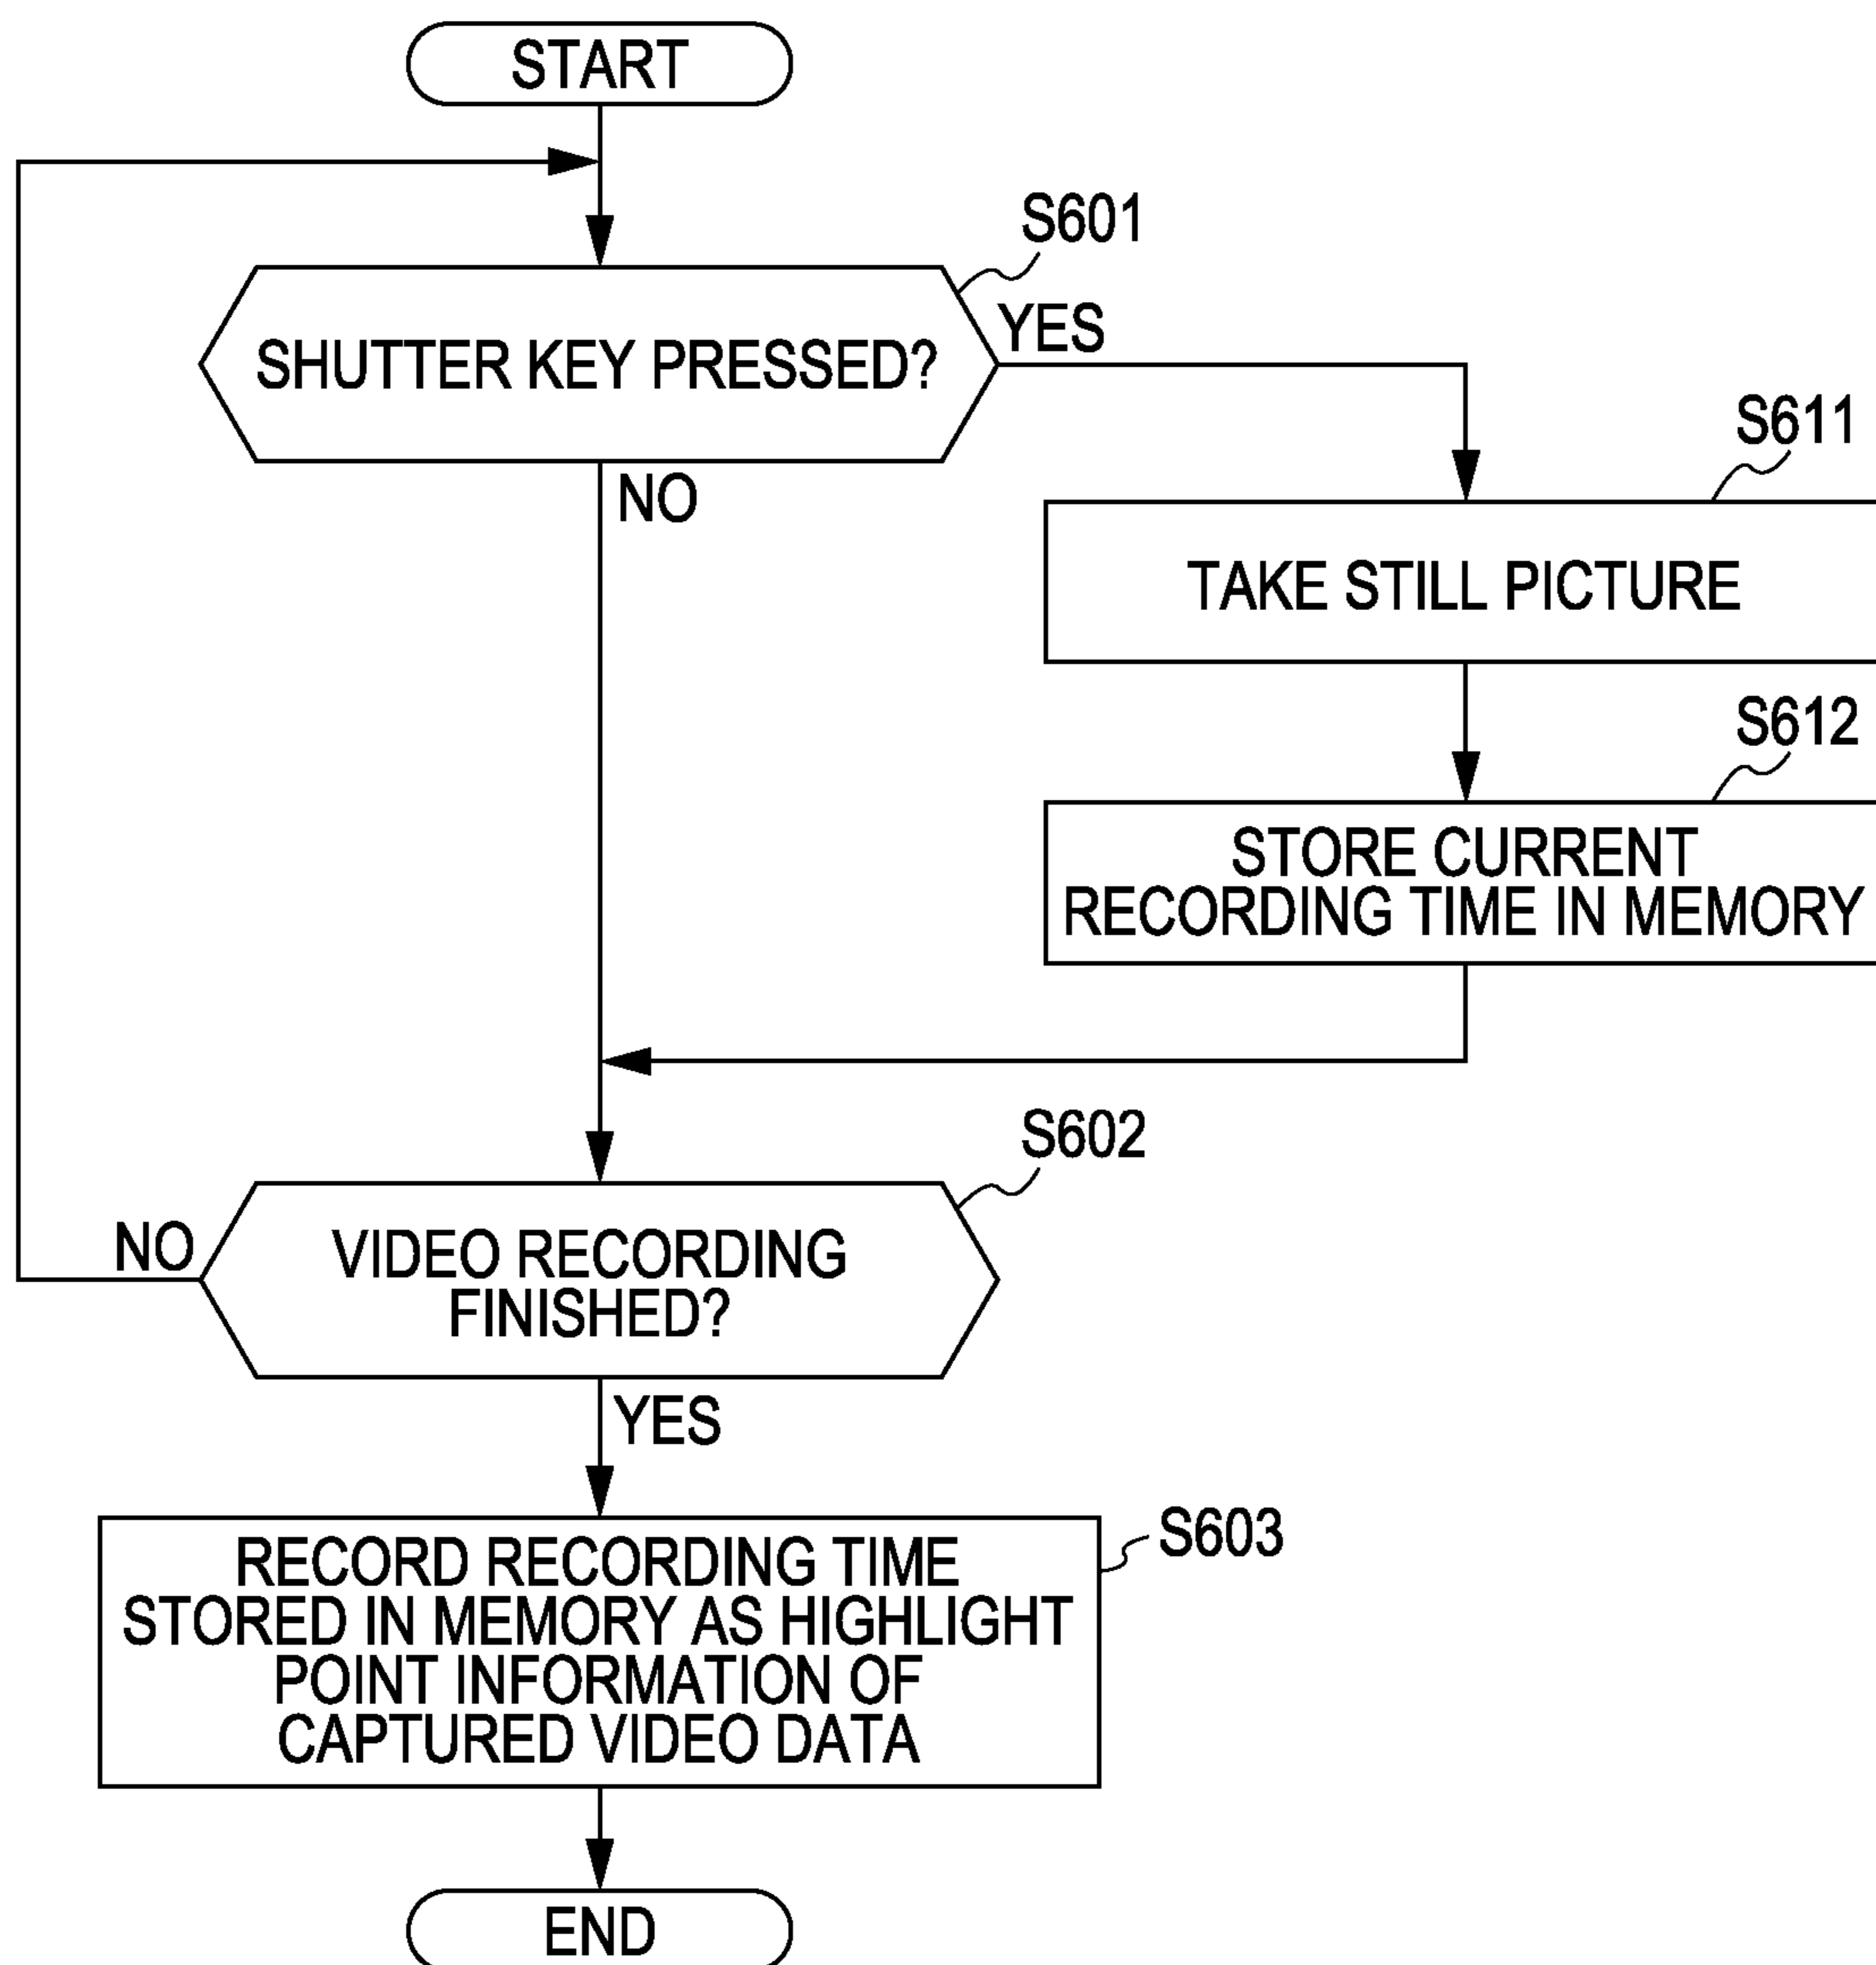 START
S601
SHUTTER KEY PRESSED?
YES
NO
S611
TAKE STILL PICTURE
S612
STORE CURRENT
RECORDING TIME IN MEMORY
S602
NO
VIDEO RECORDING
FINISHED?
YES
S603
RECORD RECORDING TIME
STORED IN MEMORY AS HIGHLIGHT
POINT INFORMATION OF
CAPTURED VIDEO DATA
END